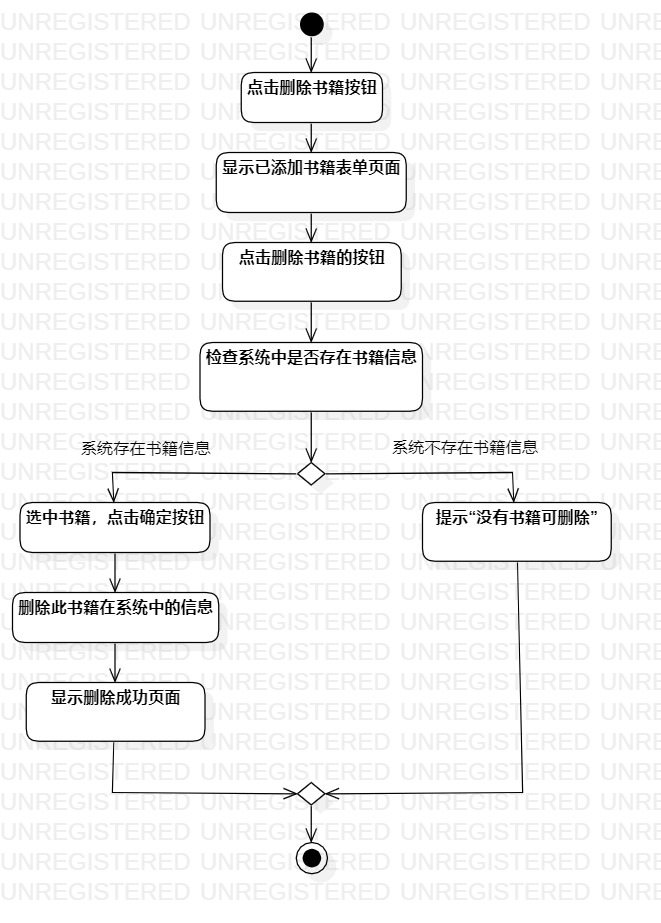 点击删除书籍按钮
显示已添加书籍表单页面
点击删除书籍的按钮
检查系统中是否存在书籍信息
系统存在书籍信息
系统不存在书籍信息
选中书籍，点击确定按钮
提示“没有书籍可删除”
删除此书籍在系统中的信息
显示删除成功页面
UNREGISTERED